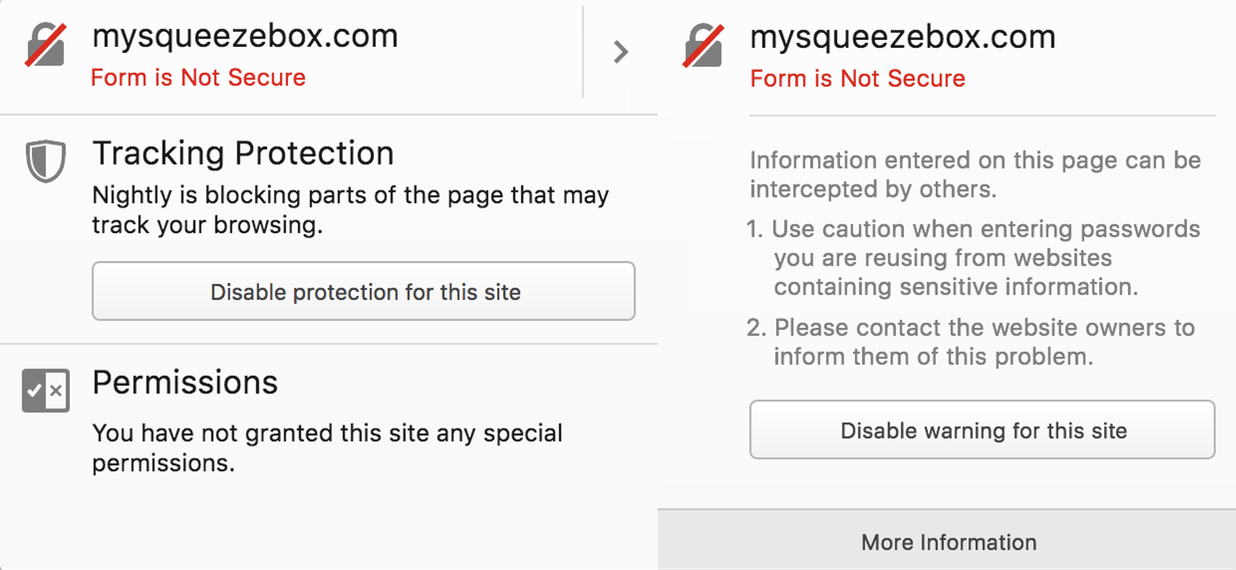 mysqueezebox.com
Form is Not Secure
Tracking Protection
Nightly is blocking parts of the page that may
track your browsing.
Disable protection for this site
Permissions
You have not granted this site any special
permissions.
mysqueezebox.com
Form is Not Secure
Information entered on this page can be
intercepted by others.
1. Use caution when entering passwords
you are reusing from websites
containing sensitive information.
2. Please contact the website owners to
inform them of this problem.
Disable warning for this site
More Information